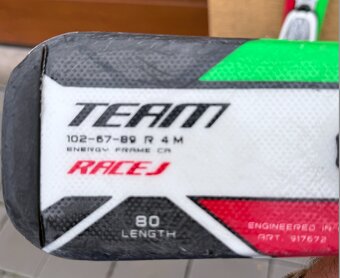 TEAM
102-67-89 R 4 M
ENERGY FRAME CA
RACE J
80
LENGTH
ENGINEERED IN
ART. 917672